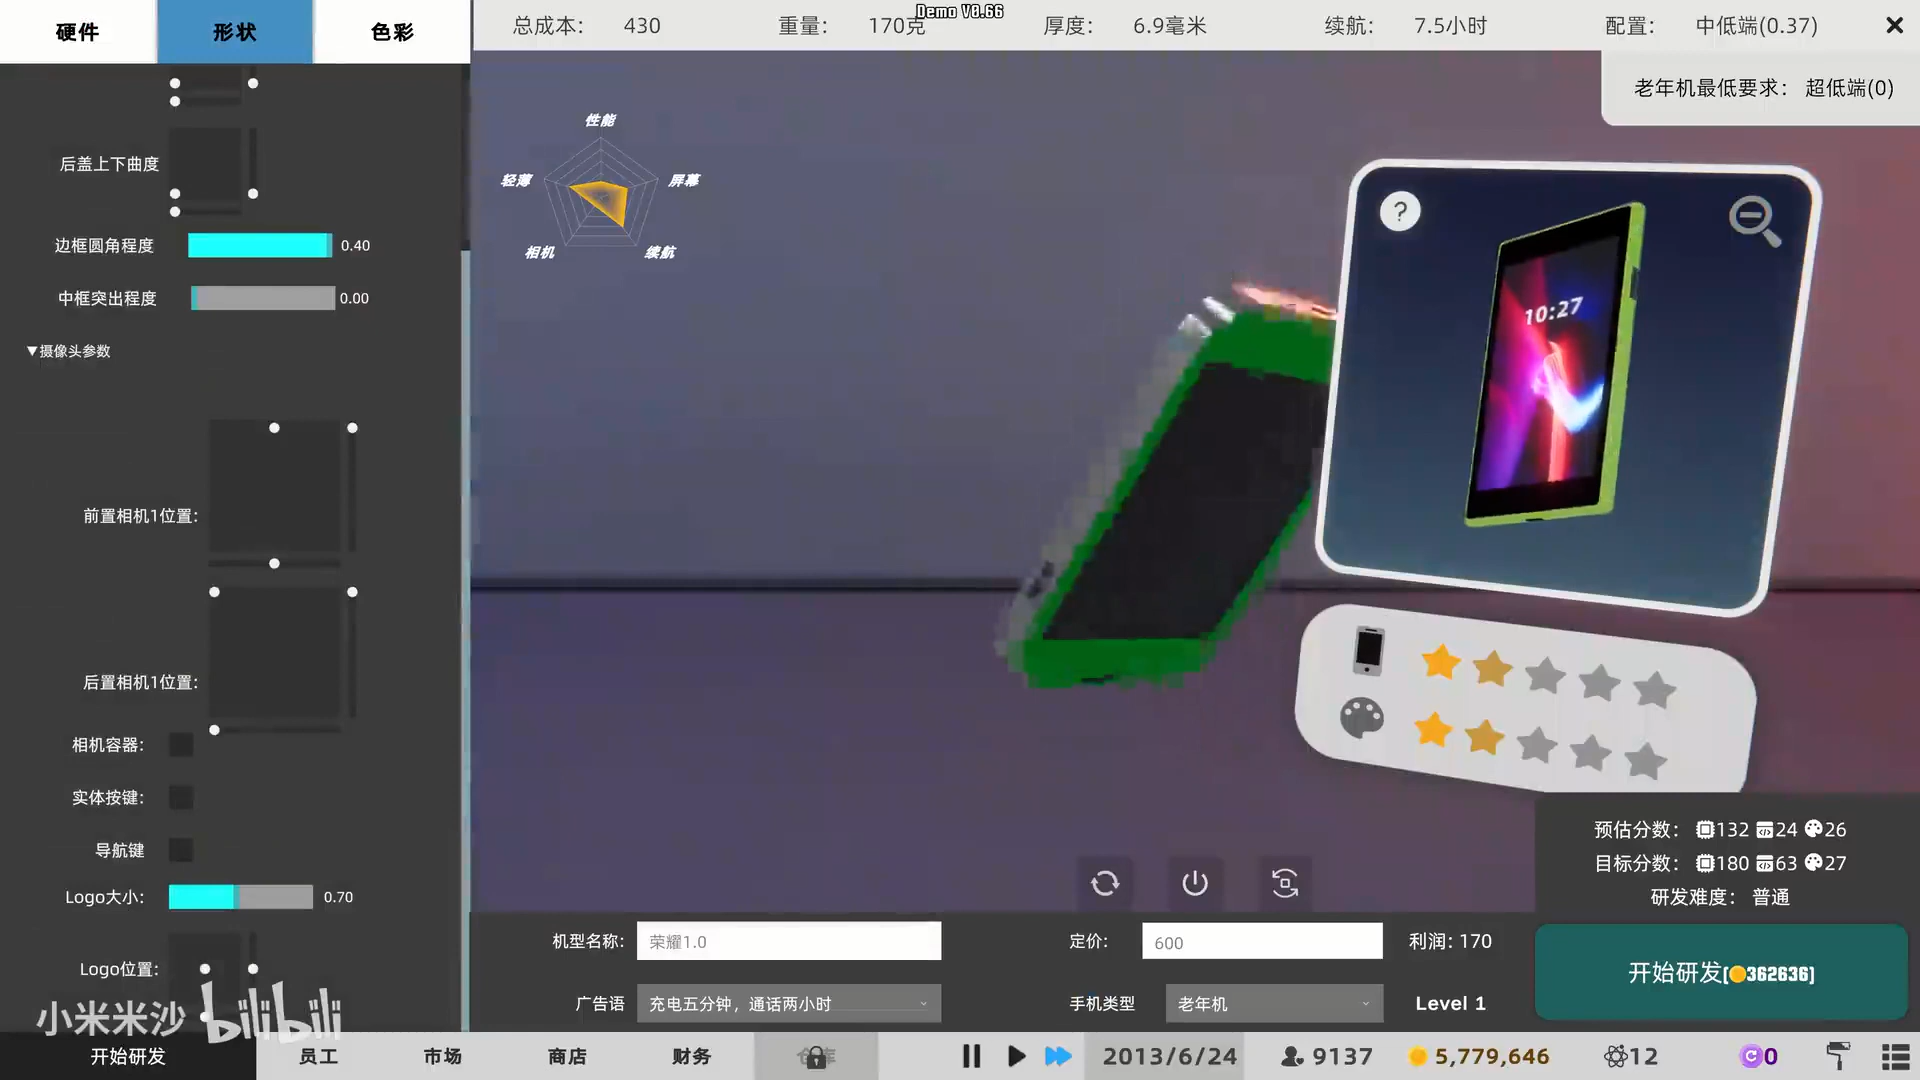 硬件
形状
色彩
总成本： 430
重量： 170克
Demo V0.66
厚度： 6.9毫米
续航： 7.5小时
配置： 中低端(0.37)
老年机最低要求： 超低端(0)
性能
轻薄
屏幕
相机
续航
后盖上下曲度
边框圆角程度 0.40
中框突出程度 0.00
▼摄像头参数
前置相机1位置:
后置相机1位置:
相机容器:
实体按键:
导航键
Logo大小: 0.70
Logo位置:
?
10:27
预估分数： 132 24 26
目标分数： 180 63 27
研发难度： 普通
机型名称: 荣耀1.0
定价: 600
利润: 170
广告语 充电五分钟，通话两小时
手机类型 老年机
Level 1
开始研发[362636]
小米米沙 bilibili
开始研发
员工
市场
商店
财务
2013/6/24
9137
5,779,646
12
0